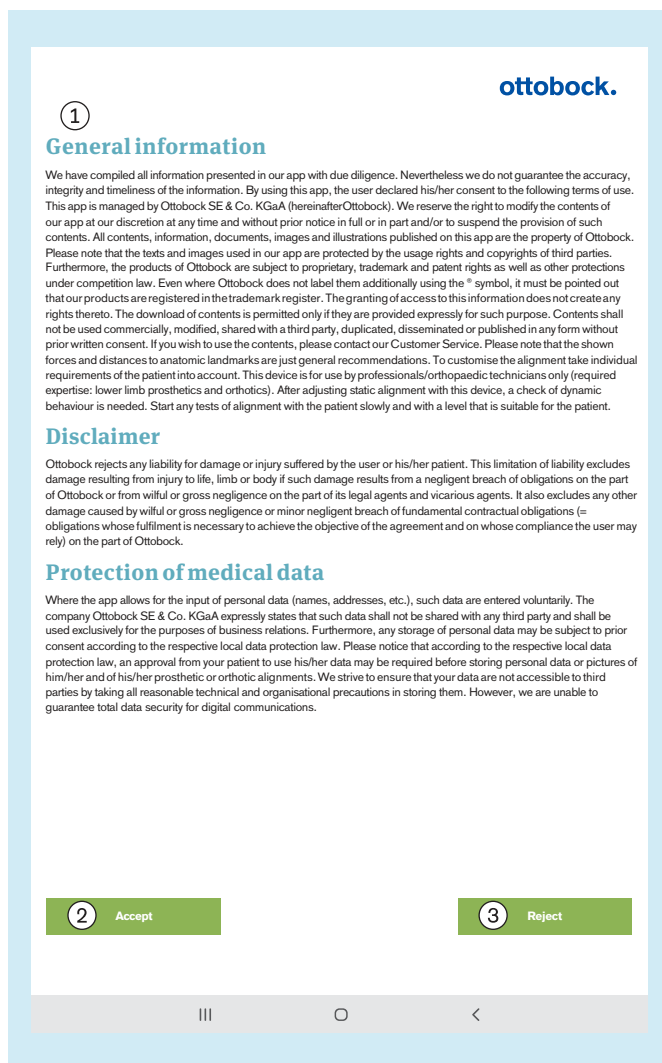 ottobock.
1
General information
We have compiled all information presented in our app with due diligence. Nevertheless we do not guarantee the accuracy,
integrity and timeliness of the information. By using this app, the user declared his/her consent to the following terms of use.
This app is managed by Ottobock SE & Co. KGaA (hereinafterOttobock). We reserve the right to modify the contents of
our app at our discretion at any time and without prior notice in full or in part and/or to suspend the provision of such
contents. All contents, information, documents, images and illustrations published on this app are the property of Ottobock.
Please note that the texts and images used in our app are protected by the usage rights and copyrights of third parties.
Furthermore, the products of Ottobock are subject to proprietary, trademark and patent rights as well as other protections
under competition law. Even where Ottobock does not label them additionally using the ® symbol, it must be pointed out
that our products are registered in the trademark register. The granting of access to this information does not create any
rights thereto. The download of contents is permitted only if they are provided expressly for such purpose. Contents shall
not be used commercially, modified, shared with a third party, duplicated, disseminated or published in any form without
prior written consent. If you wish to use the contents, please contact our Customer Service. Please note that the shown
forces and distances to anatomic landmarks are just general recommendations. To customise the alignment take individual
requirements of the patient into account. This device is for use by professionals/orthopaedic technicians only (required
expertise: lower limb prosthetics and orthotics). After adjusting static alignment with this device, a check of dynamic
behaviour is needed. Start any tests of alignment with the patient slowly and with a level that is suitable for the patient.
Disclaimer
Ottobock rejects any liability for damage or injury suffered by the user or his/her patient. This limitation of liability excludes
damage resulting from injury to life, limb or body if such damage results from a negligent breach of obligations on the part
of Ottobock or from wilful or gross negligence on the part of its legal agents and vicarious agents. It also excludes any other
damage caused by wilful or gross negligence or minor negligent breach of fundamental contractual obligations (=
obligations whose fulfilment is necessary to achieve the objective of the agreement and on whose compliance the user may
rely) on the part of Ottobock.
Protection of medical data
Where the app allows for the input of personal data (names, addresses, etc.), such data are entered voluntarily. The
company Ottobock SE & Co. KGaA expressly states that such data shall not be shared with any third party and shall be
used exclusively for the purposes of business relations. Furthermore, any storage of personal data may be subject to prior
consent according to the respective local data protection law. Please notice that according to the respective local data
protection law, an approval from your patient to use his/her data may be required before storing personal data or pictures of
him/her and of his/her prosthetic or orthotic alignments. We strive to ensure that your data are not accessible to third
parties by taking all reasonable technical and organisational precautions in storing them. However, we are unable to
guarantee total data security for digital communications.
2 Accept
3 Reject